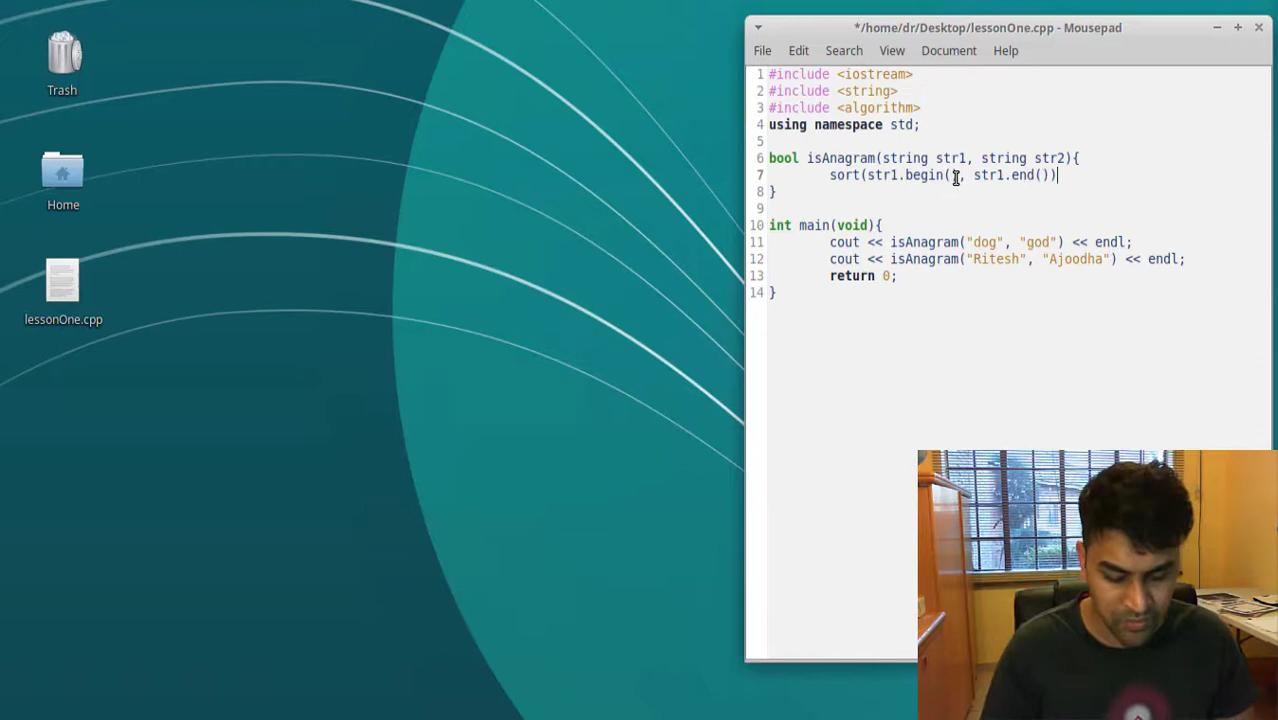 Trash
Home
lessonOne.cpp
*/home/dr/Desktop/lessonOne.cpp - Mousepad
File Edit Search View Document Help
1 #include <iostream>
2 #include <string>
3 #include <algorithm>
4 using namespace std;
5
6 bool isAnagram(string str1, string str2){
7 sort(str1.begin(), str1.end())
8 }
9
10 int main(void){
11 cout << isAnagram("dog", "god") << endl;
12 cout << isAnagram("Ritesh", "Ajoodha") << endl;
13 return 0;
14 }